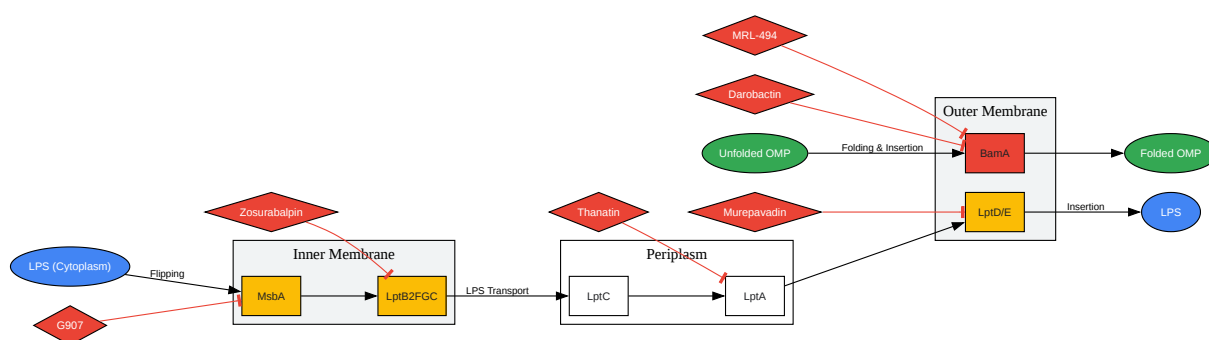 MRL-494
Darobactin
Outer Membrane
Unfolded OMP
Folding & Insertion
BamA
Folded OMP
Zosurabalpin
Thanatin
Murepavadin
LptD/E
Insertion
LPS
Inner Membrane
Periplasm
LPS (Cytoplasm)
Flipping
MsbA
LptB2FGC
LPS Transport
LptC
LptA
G907